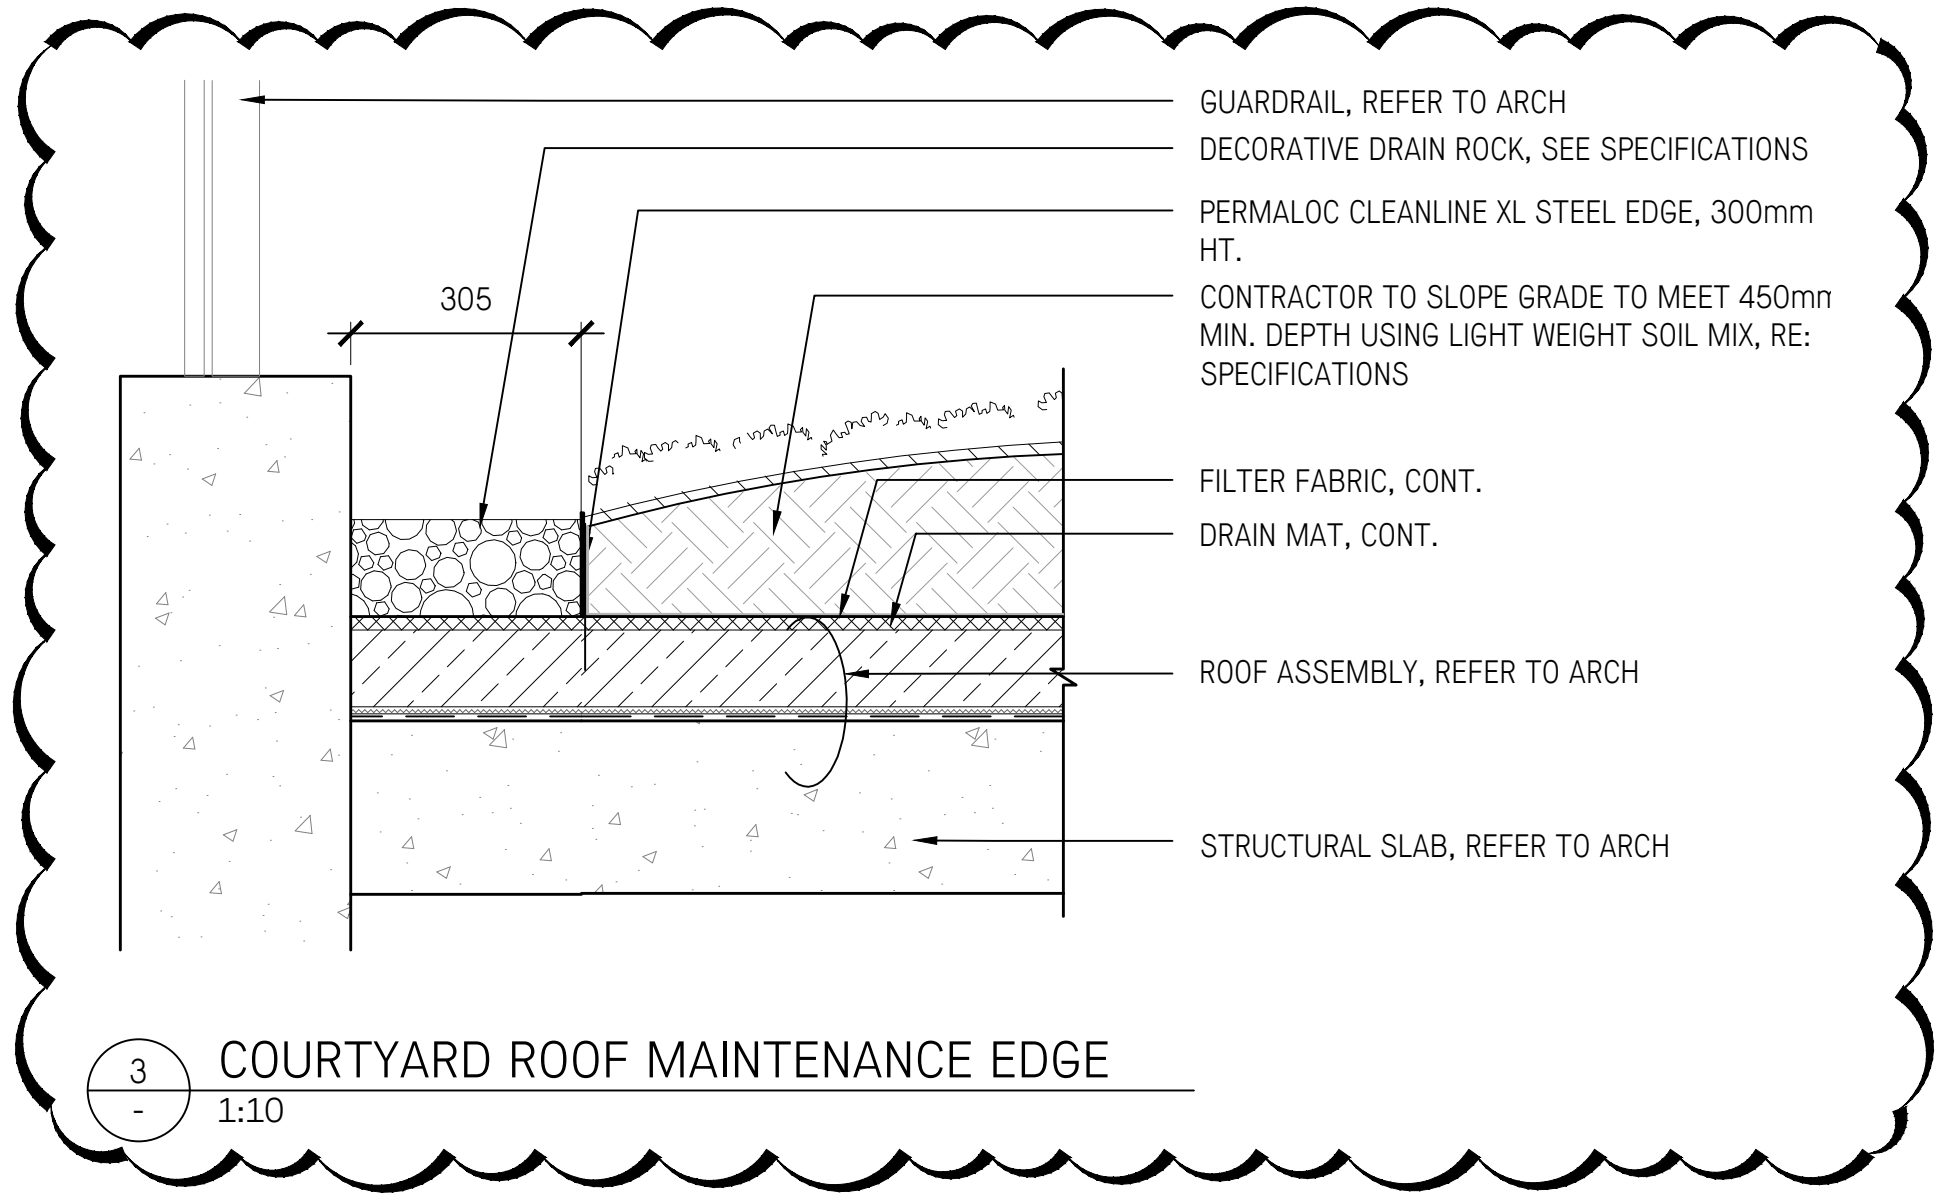 GUARDRAIL, REFER TO ARCH
DECORATIVE DRAIN ROCK, SEE SPECIFICATIONS
PERMALOC CLEANLINE XL STEEL EDGE, 300mm
HT.
305
CONTRACTOR TO SLOPE GRADE TO MEET 450mm
MIN. DEPTH USING LIGHT WEIGHT SOIL MIX, RE:
SPECIFICATIONS
FILTER FABRIC, CONT.
DRAIN MAT, CONT.
ROOF ASSEMBLY, REFER TO ARCH
STRUCTURAL SLAB, REFER TO ARCH
3
-
COURTYARD ROOF MAINTENANCE EDGE
1:10